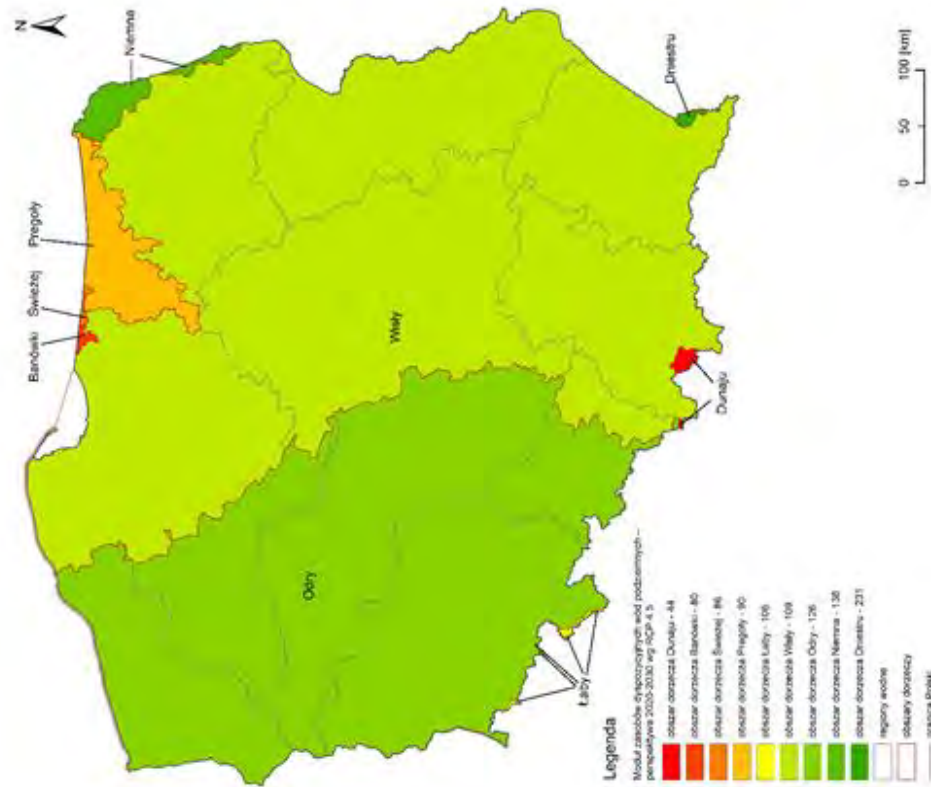 N
Niemna
Pregoły
Świeżej
Banówki
Wisły
Odry
Dniestru
Dunaju
Łaby
0 50 100 [km]
Legenda
Moduł zasobów dyspozycyjnych wód podziemnych –
perspektywa 2020-2030 wg RCP 4.5
obszar dorzecza Dunaju - 44
obszar dorzecza Banówki - 80
obszar dorzecza Świeżej - 86
obszar dorzecza Pregoły - 90
obszar dorzecza Łaby - 106
obszar dorzecza Wisły - 109
obszar dorzecza Odry - 126
obszar dorzecza Niemna - 138
obszar dorzecza Dniestru - 231
regiony wodne
obszary dorzeczy
granica Polski